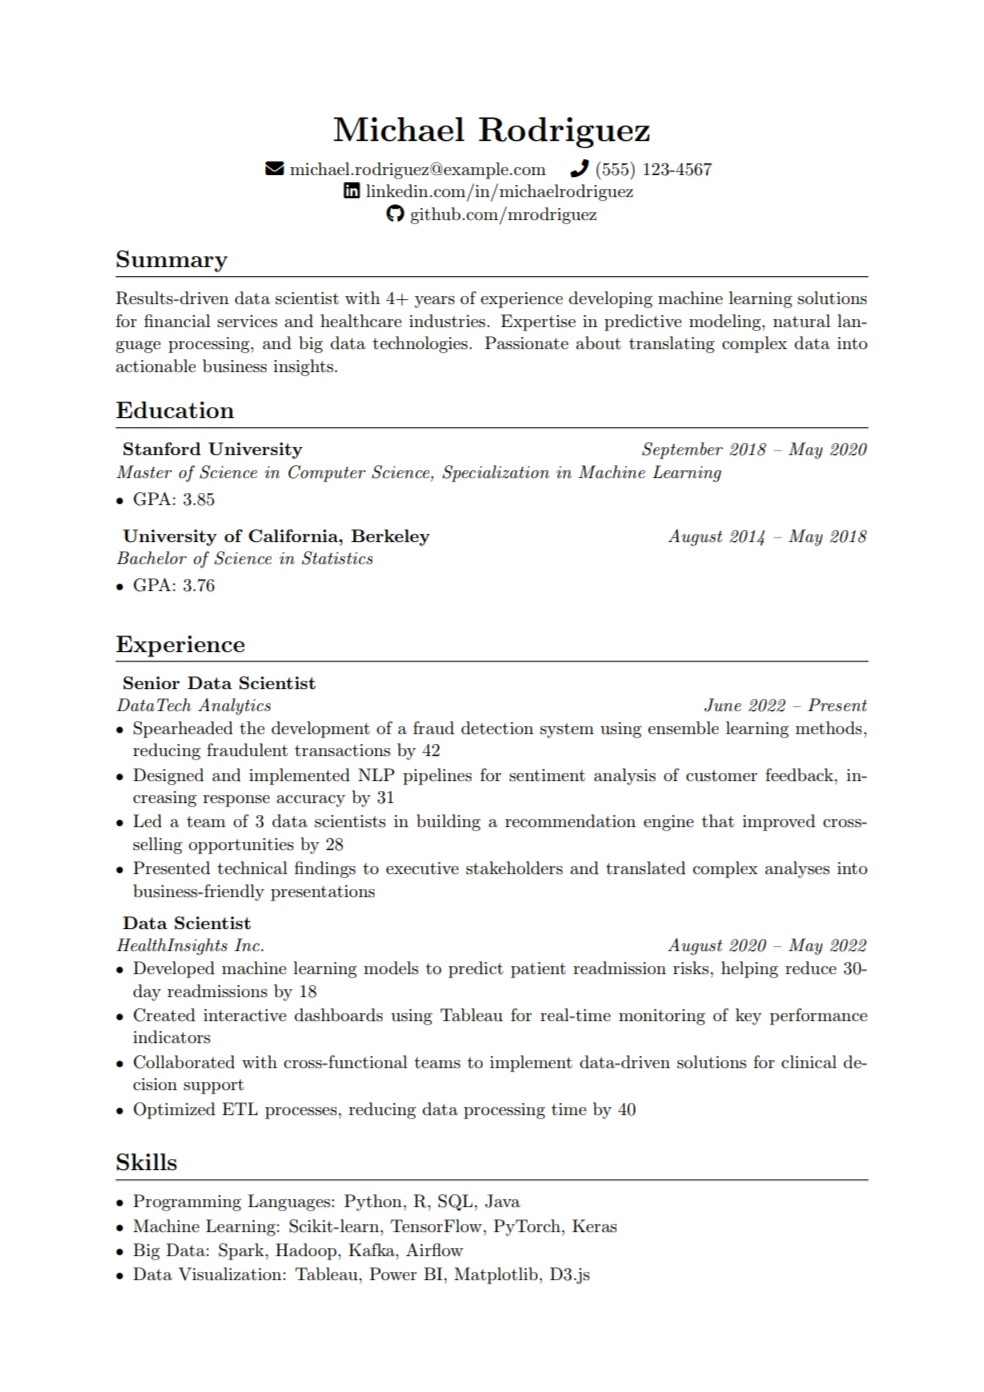 Michael Rodriguez
michael.rodriguez@example.com (555) 123-4567
linkedin.com/in/michaelrodriguez
github.com/mrodriguez
Summary
Results-driven data scientist with 4+ years of experience developing machine learning solutions
for financial services and healthcare industries. Expertise in predictive modeling, natural lan-
guage processing, and big data technologies. Passionate about translating complex data into
actionable business insights.
Education
Stanford University September 2018 – May 2020
Master of Science in Computer Science, Specialization in Machine Learning
• GPA: 3.85
University of California, Berkeley August 2014 – May 2018
Bachelor of Science in Statistics
• GPA: 3.76
Experience
Senior Data Scientist
DataTech Analytics June 2022 – Present
• Spearheaded the development of a fraud detection system using ensemble learning methods,
reducing fraudulent transactions by 42
• Designed and implemented NLP pipelines for sentiment analysis of customer feedback, in-
creasing response accuracy by 31
• Led a team of 3 data scientists in building a recommendation engine that improved cross-
selling opportunities by 28
• Presented technical findings to executive stakeholders and translated complex analyses into
business-friendly presentations
Data Scientist
HealthInsights Inc. August 2020 – May 2022
• Developed machine learning models to predict patient readmission risks, helping reduce 30-
day readmissions by 18
• Created interactive dashboards using Tableau for real-time monitoring of key performance
indicators
• Collaborated with cross-functional teams to implement data-driven solutions for clinical de-
cision support
• Optimized ETL processes, reducing data processing time by 40
Skills
• Programming Languages: Python, R, SQL, Java
• Machine Learning: Scikit-learn, TensorFlow, PyTorch, Keras
• Big Data: Spark, Hadoop, Kafka, Airflow
• Data Visualization: Tableau, Power BI, Matplotlib, D3.js